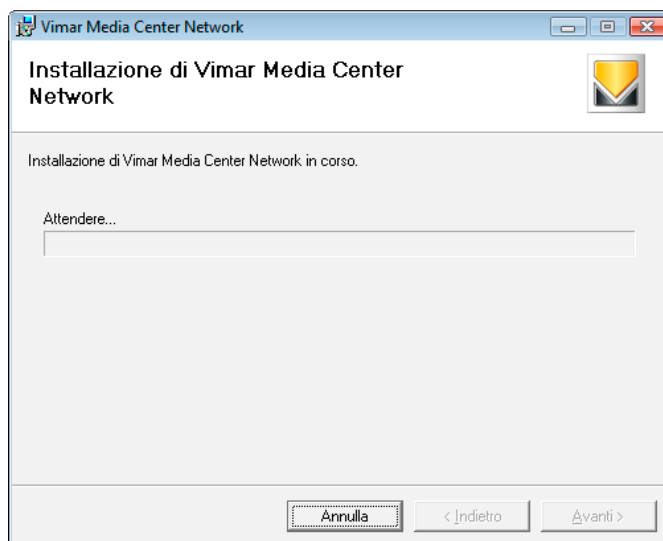 Vimar Media Center Network
Installazione di Vimar Media Center
Network
Installazione di Vimar Media Center Network in corso.
Attendere...
Annulla
< Indietro
Avanti >